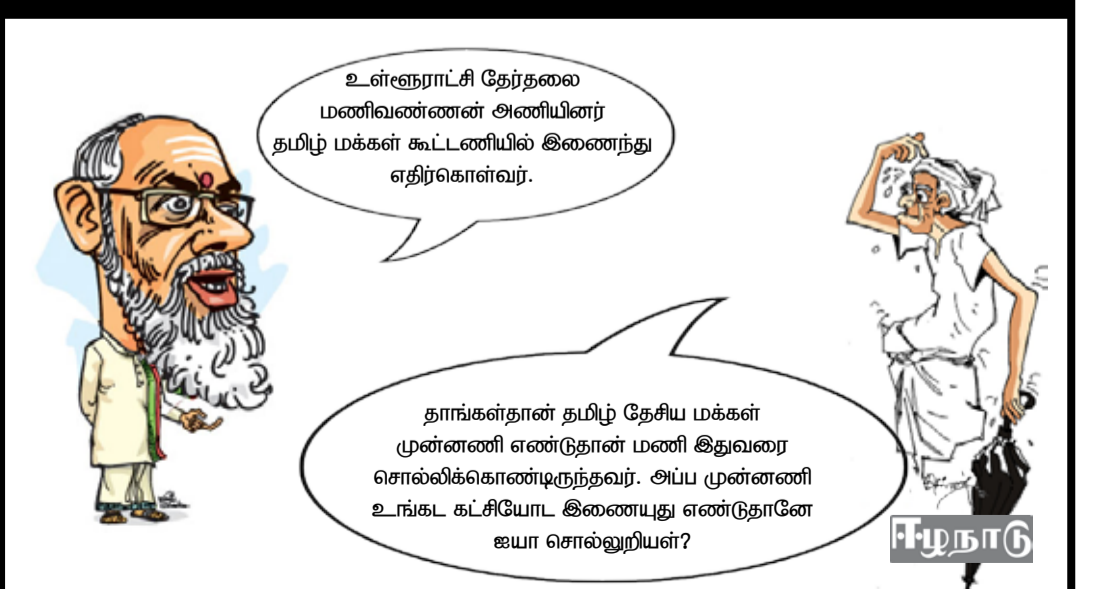 உள்ளூராட்சி தேர்தலை
மணிவண்ணன் அணியினர்
தமிழ் மக்கள் கூட்டணியில் இணைந்து
எதிர்கொள்வர்.
தாங்கள்தான் தமிழ் தேசிய மக்கள்
முன்னணி எண்டுதான் மணி இதுவரை
சொல்லிக்கொண்டிருந்தவர். அப்ப முன்னணி
உங்கட கட்சியோட இணையுது எண்டுதானே
ஐயா சொல்லுறியள்?
ஈழநாடு